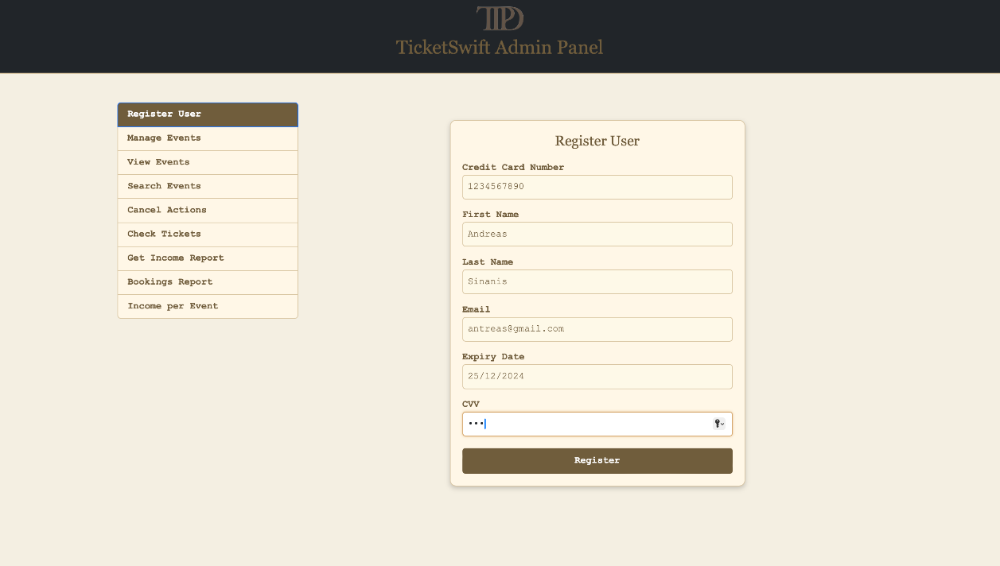 TPD
TicketSwift Admin Panel
Register User
Manage Events
View Events
Search Events
Cancel Actions
Check Tickets
Get Income Report
Bookings Report
Income per Event
Register User
Credit Card Number
1234567890
First Name
Andreas
Last Name
Sinanis
Email
antreas@gmail.com
Expiry Date
25/12/2024
CVV
•••
Register